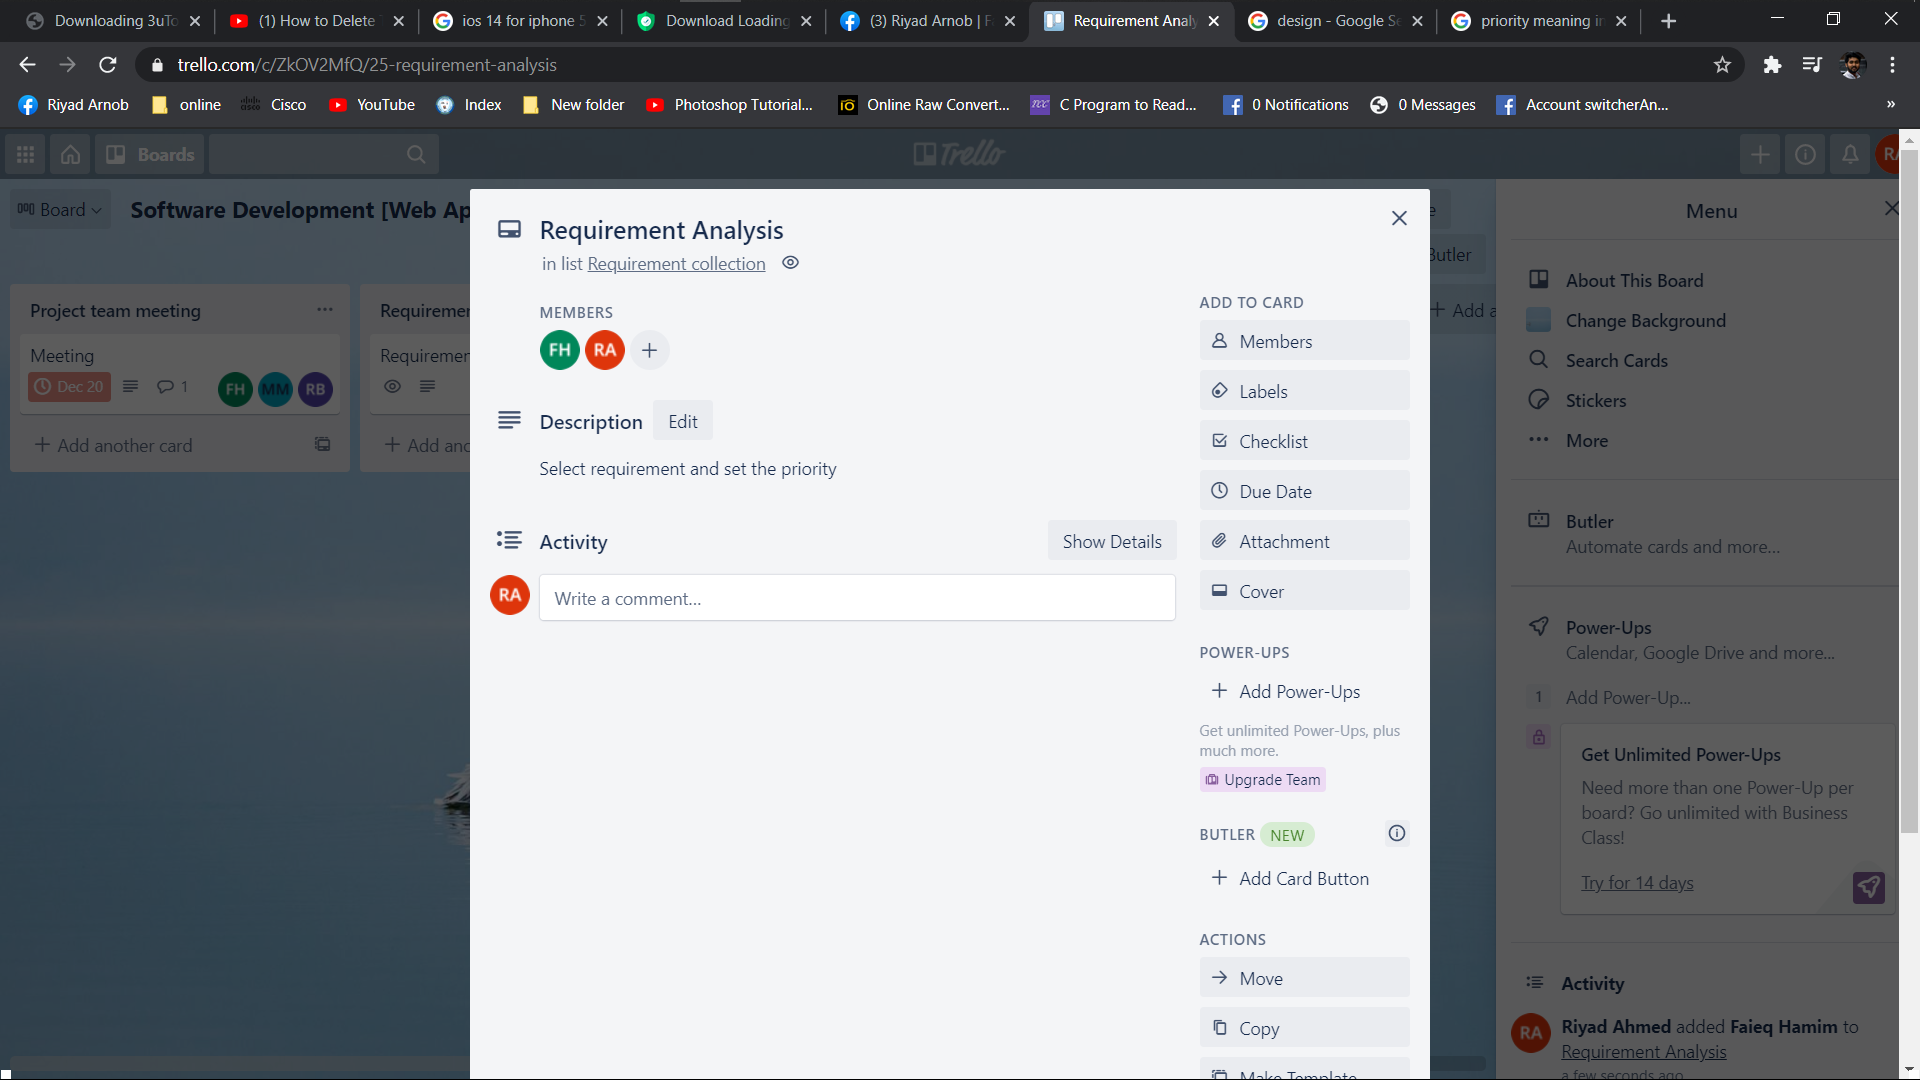 Downloading 3uTo
(1) How to Delete
ios 14 for iphone 5
Download Loading
(3) Riyad Arnob | F
Requirement Analy
design - Google Se
priority meaning in
trello.com/c/ZkOV2MfQ/25-requirement-analysis
Riyad Arnob
online
Cisco
YouTube
Index
New folder
Photoshop Tutorial...
Online Raw Convert...
C Program to Read...
0 Notifications
0 Messages
Account switcherAn...
»
Boards
Trello
RA
Board
Software Development [Web Ap
Butler
Project team meeting
Meeting
Dec 20
1
FH
MM
RB
Add another card
Requiremen
Requiremen
Add ano
Add a
Requirement Analysis
in list Requirement collection
MEMBERS
FH
RA
Description
Edit
Select requirement and set the priority
Activity
Show Details
RA
Write a comment...
ADD TO CARD
Members
Labels
Checklist
Due Date
Attachment
Cover
POWER-UPS
Add Power-Ups
Get unlimited Power-Ups, plus
much more.
Upgrade Team
BUTLER NEW
Add Card Button
ACTIONS
Move
Copy
Make Template
Menu
About This Board
Change Background
Search Cards
Stickers
More
Butler
Automate cards and more...
Power-Ups
Calendar, Google Drive and more...
1
Add Power-Up...
Get Unlimited Power-Ups
Need more than one Power-Up per
board? Go unlimited with Business
Class!
Try for 14 days
Activity
RA
Riyad Ahmed added Faieq Hamim to
Requirement Analysis
a few seconds ago